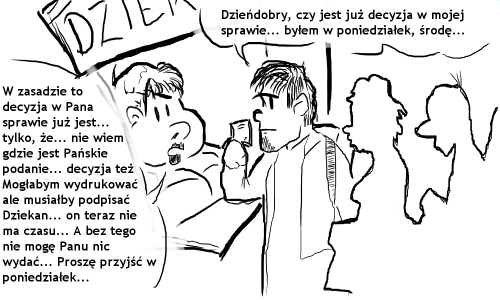 DZIEK
Dzieńdobry, czy jest już decyzja w mojej
sprawie... byłem w poniedziałek, środę...
W zasadzie to
decyzja w Pana
sprawie już jest...
tylko, że... nie wiem
gdzie jest Pańskie
podanie... decyzja też
Mogłabym wydrukować
ale musiałby podpisać
Dziekan... on teraz nie
ma czasu... A bez tego
nie mogę Panu nic
wydać... Proszę przyjść w
poniedziałek...